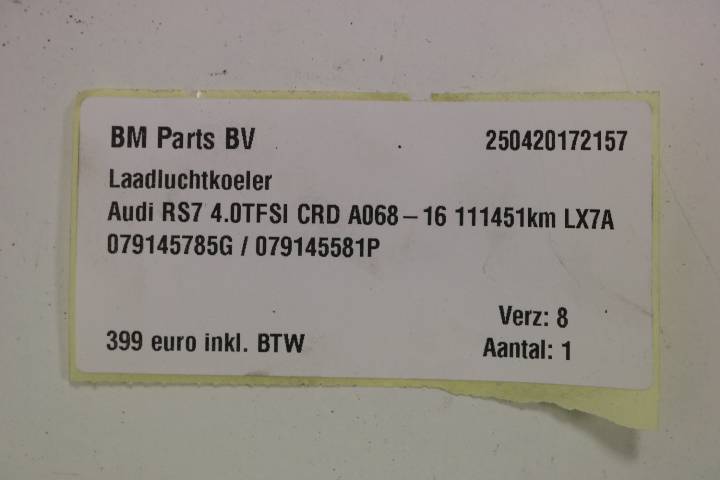 BM Parts BV 250420172157
Laadluchtkoeler
Audi RS7 4.0TFSI CRD A068–16 111451km LX7A
079145785G / 079145581P
Verz: 8
399 euro inkl. BTW Aantal: 1